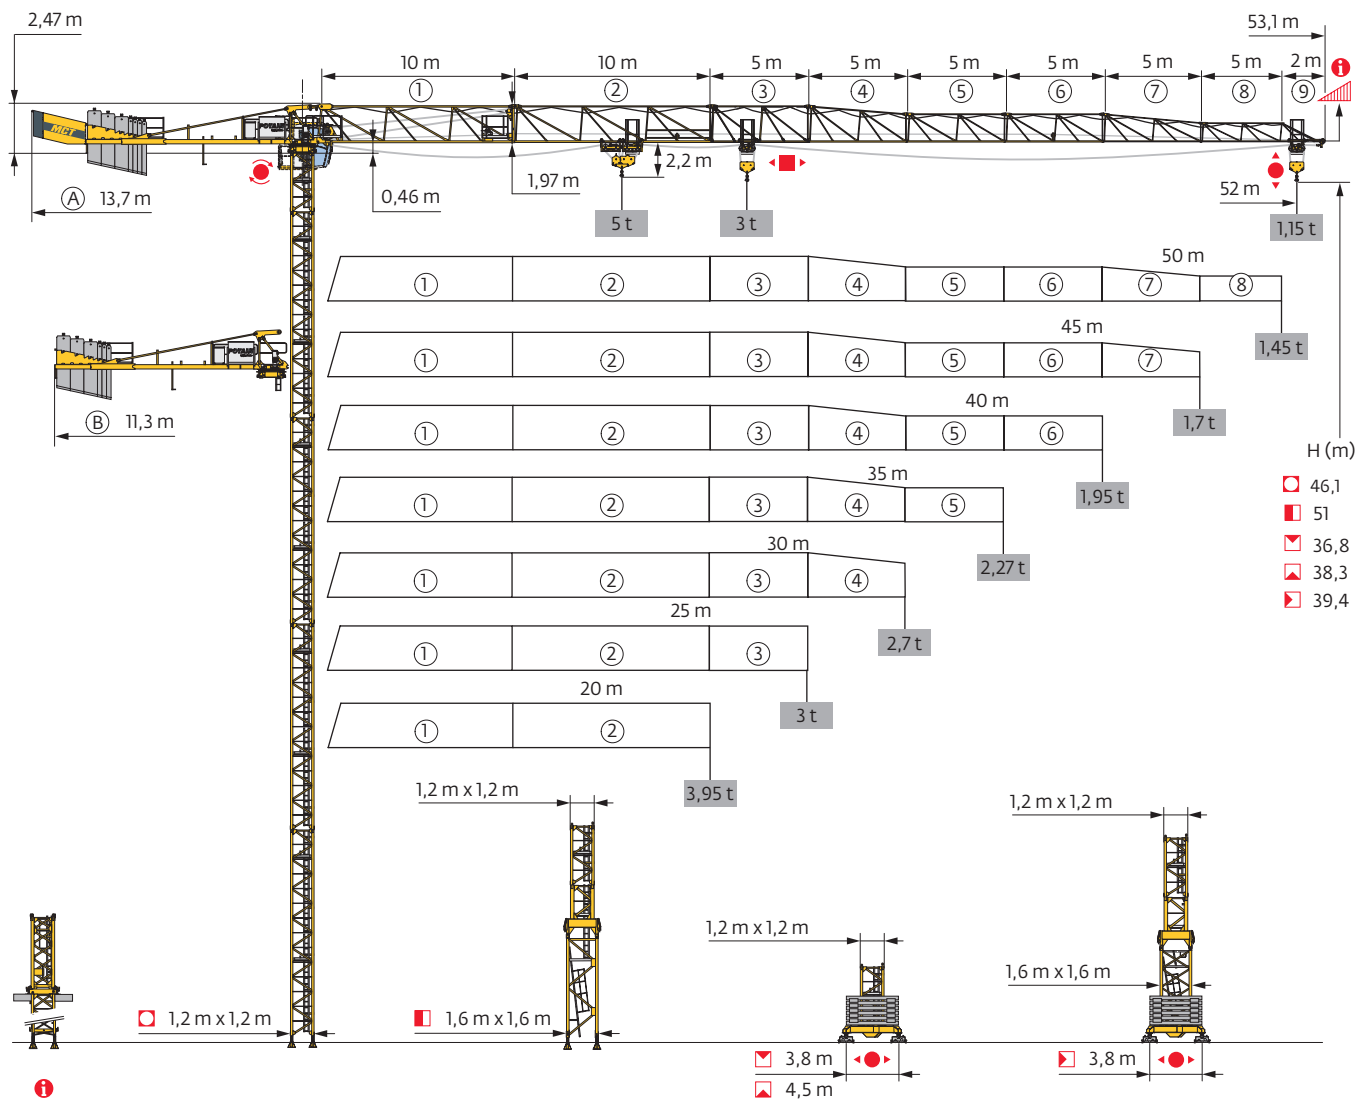 2,47 m
53,1 m
10 m 10 m 5 m 5 m 5 m 5 m 5 m 5 m 2 m
1 2 3 4 5 6 7 8 9
i
MCT
POTAIN
2,2 m
1,97 m
0,46 m
A 13,7 m
52 m
5 t
3 t
1,15 t
50 m
1 2 3 4 5 6 7 8
1,45 t
45 m
1 2 3 4 5 6 7
1,7 t
POTAIN
B 11,3 m
40 m
1 2 3 4 5 6
1,95 t
H (m)
46,1
51
36,8
38,3
39,4
35 m
1 2 3 4 5
2,27 t
30 m
1 2 3 4
2,7 t
25 m
1 2 3
3 t
20 m
1 2
3,95 t
1,2 m x 1,2 m
1,2 m x 1,2 m
1,2 m x 1,2 m
1,6 m x 1,6 m
1,2 m x 1,2 m
1,6 m x 1,6 m
3,8 m
4,5 m
3,8 m
i